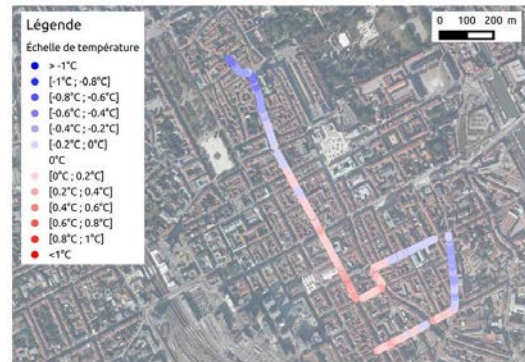 Légende
Échelle de température
> -1°C
[-1°C ; -0.8°C]
[-0.8°C ; -0.6°C]
[-0.6°C ; -0.4°C]
[-0.4°C ; -0.2°C]
[-0.2°C ; 0°C]
0°C
[0°C ; 0.2°C]
[0.2°C ; 0.4°C]
[0.4°C ; 0.6°C]
[0.6°C ; 0.8°C]
[0.8°C ; 1°C]
<1°C
0 100 200 m